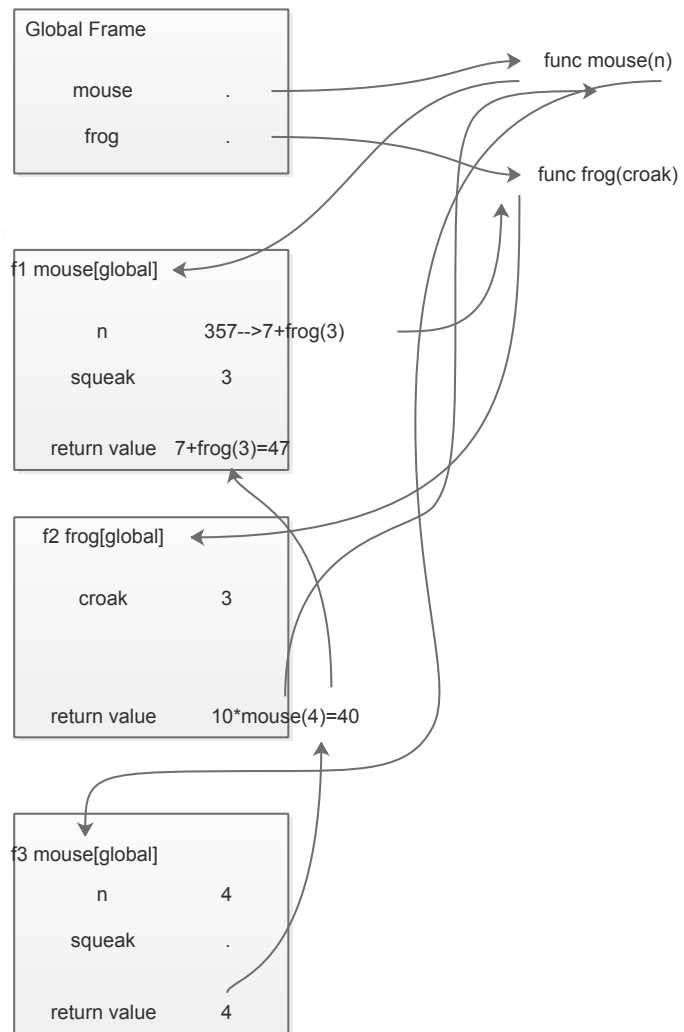 Global Frame
mouse .
frog .
func mouse(n)
func frog(croak)
f1 mouse[global]
n 357-->7+frog(3)
squeak 3
return value 7+frog(3)=47
f2 frog[global]
croak 3
return value 10*mouse(4)=40
f3 mouse[global]
n 4
squeak .
return value 4